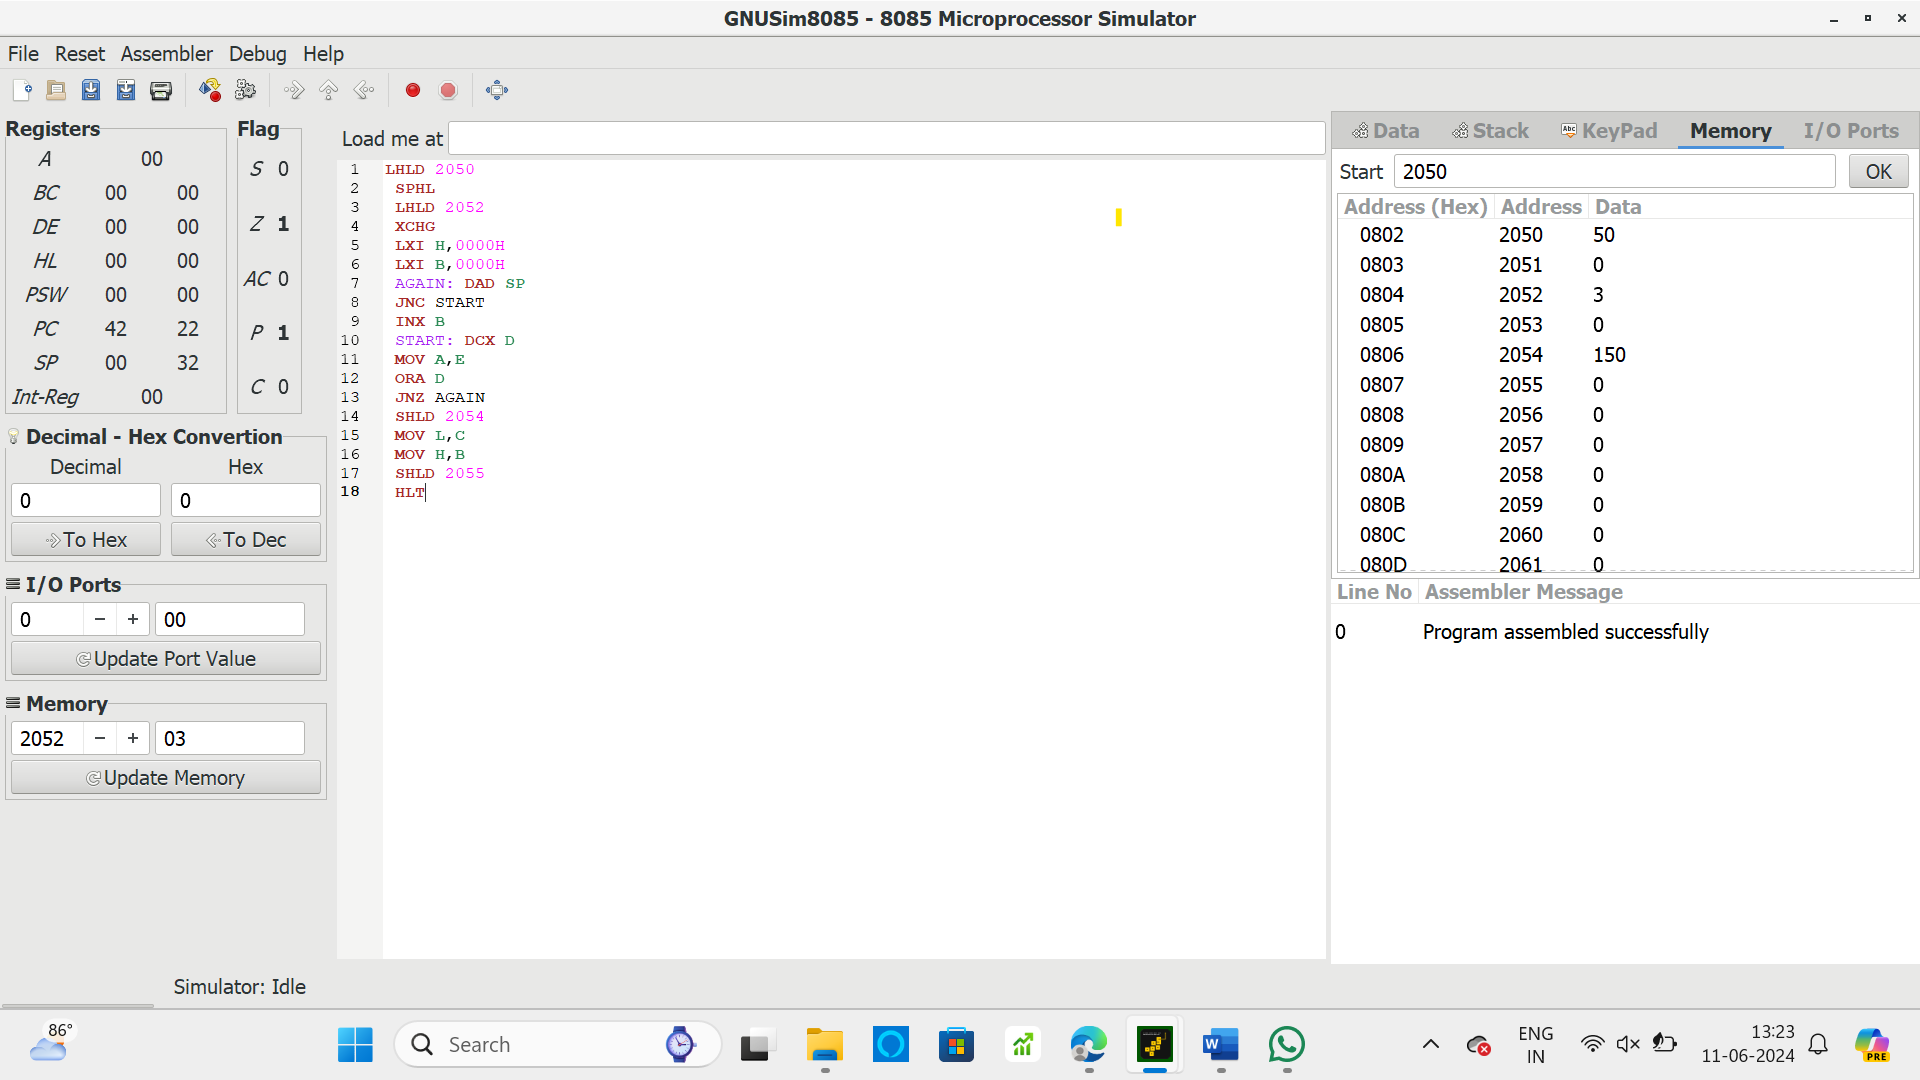 GNUSim8085 - 8085 Microprocessor Simulator
File Reset Assembler Debug Help
Registers
A 00
BC 00 00
DE 00 00
HL 00 00
PSW 00 00
PC 42 22
SP 00 32
Int-Reg 00
Flag
S 0
Z 1
AC 0
P 1
C 0
Decimal - Hex Convertion
Decimal Hex
0 0
To Hex To Dec
I/O Ports
0 − + 00
Update Port Value
Memory
2052 − + 03
Update Memory
Simulator: Idle
Load me at
1 LHLD 2050
2 SPHL
3 LHLD 2052
4 XCHG
5 LXI H,0000H
6 LXI B,0000H
7 AGAIN: DAD SP
8 JNC START
9 INX B
10 START: DCX D
11 MOV A,E
12 ORA D
13 JNZ AGAIN
14 SHLD 2054
15 MOV L,C
16 MOV H,B
17 SHLD 2055
18 HLT
Data Stack Abc KeyPad Memory I/O Ports
Start 2050 OK
Address (Hex) Address Data
0802 2050 50
0803 2051 0
0804 2052 3
0805 2053 0
0806 2054 150
0807 2055 0
0808 2056 0
0809 2057 0
080A 2058 0
080B 2059 0
080C 2060 0
080D 2061 0
Line No Assembler Message
0 Program assembled successfully
86°
Search
W
ENG
IN
13:23
11-06-2024
PRE